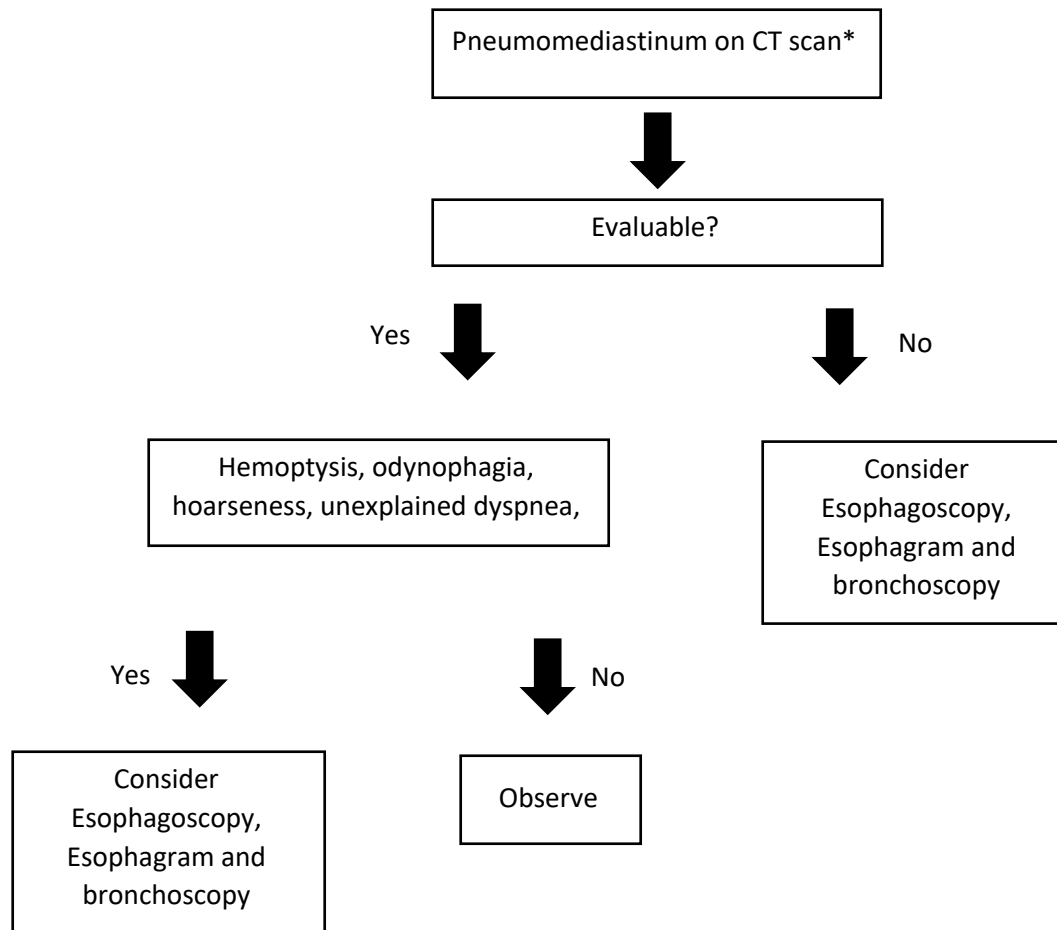 Pneumomediastinum on CT scan*
Evaluable?
Yes
No
Hemoptysis, odynophagia,
hoarseness, unexplained dyspnea,
Consider
Esophagoscopy,
Esophagram and
bronchoscopy
Yes
No
Consider
Esophagoscopy,
Esophagram and
bronchoscopy
Observe